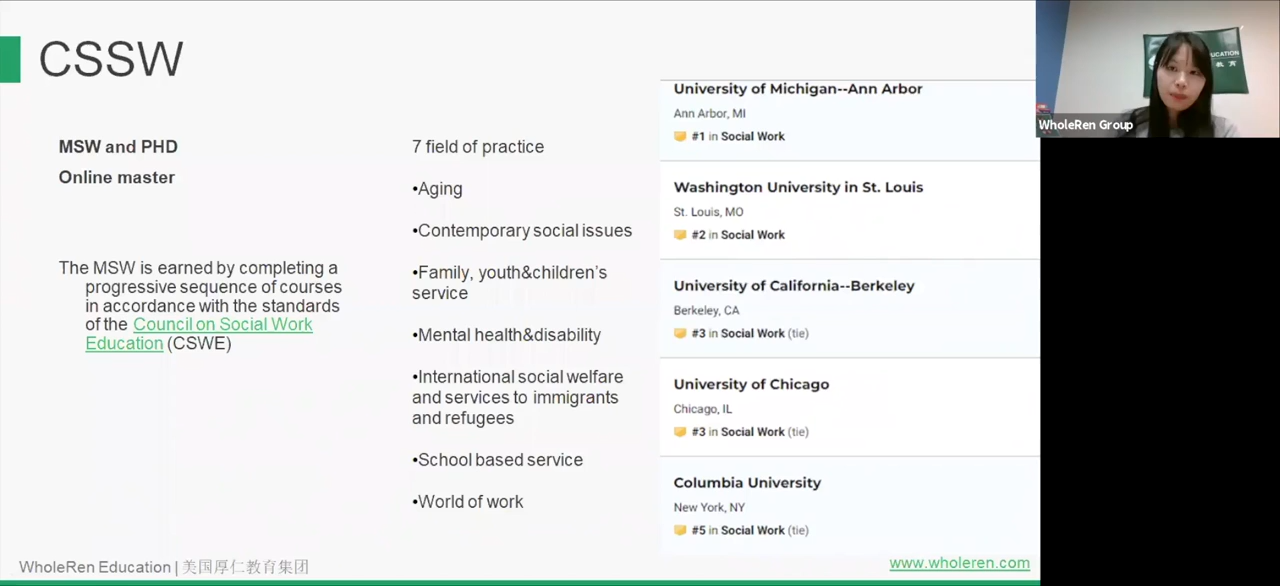 CSSW
MSW and PHD
Online master
The MSW is earned by completing a
progressive sequence of courses
in accordance with the standards
of the Council on Social Work
Education (CSWE)
7 field of practice
•Aging
•Contemporary social issues
•Family, youth&children's
service
•Mental health&disability
•International social welfare
and services to immigrants
and refugees
•School based service
•World of work
University of Michigan--Ann Arbor
Ann Arbor, MI
#1 in Social Work
Washington University in St. Louis
St. Louis, MO
#2 in Social Work
University of California--Berkeley
Berkeley, CA
#3 in Social Work (tie)
University of Chicago
Chicago, IL
#3 in Social Work (tie)
Columbia University
New York, NY
#5 in Social Work (tie)
UCATION
教育
WholeRen Group
WholeRen Education | 美国厚仁教育集团
www.wholeren.com